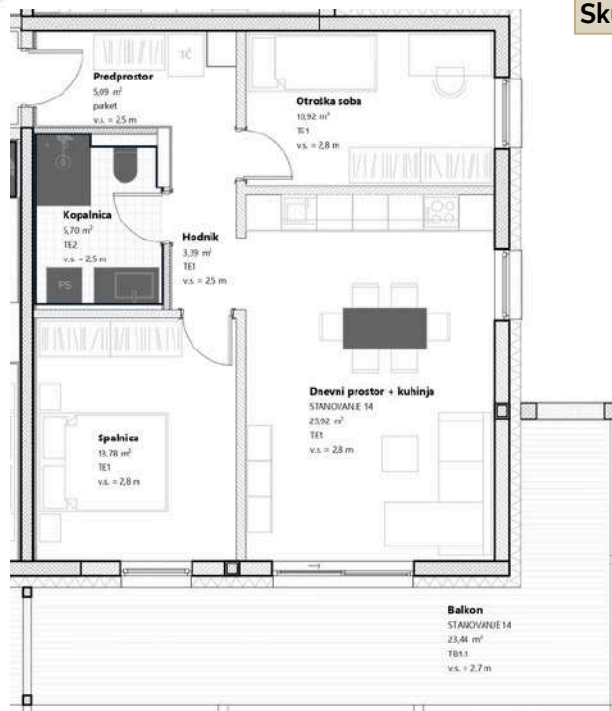 Sk
Predprostor
5,09 m²
parket
v.s. = 2,5 m
TČ
Otroška soba
10,92 m²
TE1
v.s. = 2,8 m
Kopalnica
5,70 m²
TE2
v.s. = 2,5 m
PS
Hodnik
3,39 m²
TE1
v.s. = 2,5 m
Dnevni prostor + kuhinja
STANOVANJE 14
25,92 m²
TE1
v.s. = 2,8 m
Spalnica
13,78 m²
TE1
v.s. = 2,8 m
Balkon
STANOVANJE 14
23,44 m²
TB1.1
v.s. = 2,7 m